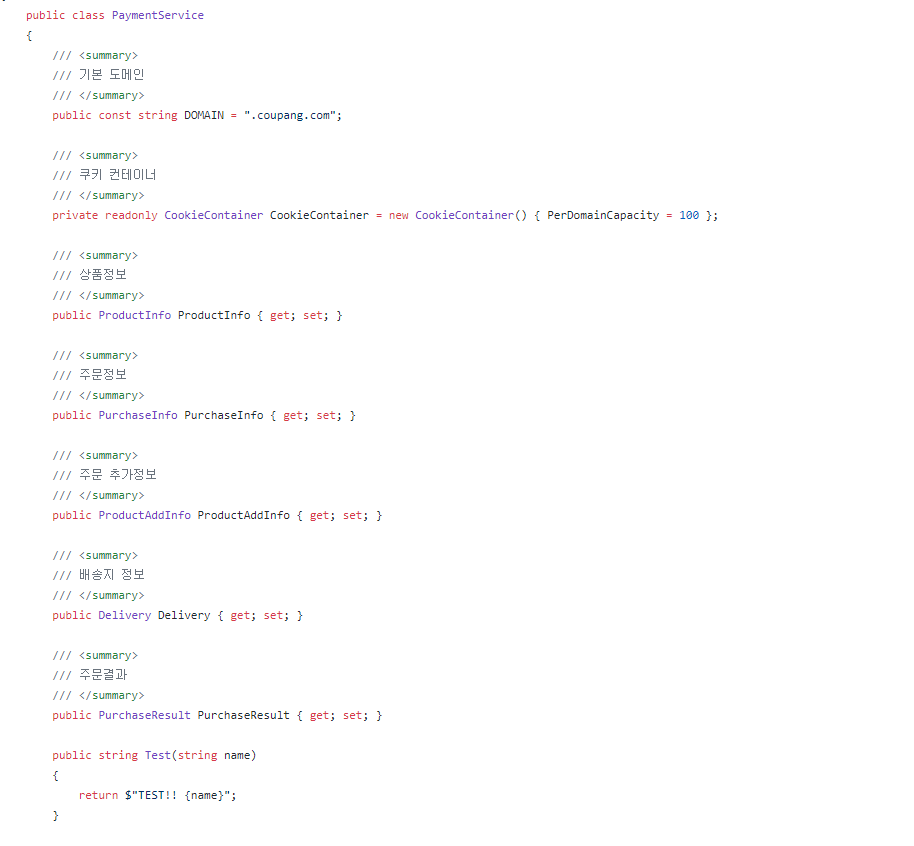 public class PaymentService
{
/// <summary>
/// 기본 도메인
/// </summary>
public const string DOMAIN = ".coupang.com";
/// <summary>
/// 쿠키 컨테이너
/// </summary>
private readonly CookieContainer CookieContainer = new CookieContainer() { PerDomainCapacity = 100 };
/// <summary>
/// 상품정보
/// </summary>
public ProductInfo ProductInfo { get; set; }
/// <summary>
/// 주문정보
/// </summary>
public PurchaseInfo PurchaseInfo { get; set; }
/// <summary>
/// 주문 추가정보
/// </summary>
public ProductAddInfo ProductAddInfo { get; set; }
/// <summary>
/// 배송지 정보
/// </summary>
public Delivery Delivery { get; set; }
/// <summary>
/// 주문결과
/// </summary>
public PurchaseResult PurchaseResult { get; set; }
public string Test(string name)
{
return $"TEST!! {name}";
}